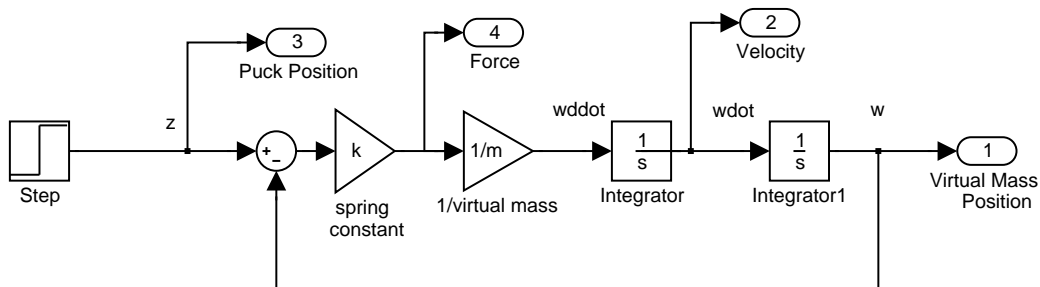 3
Puck Position
4
Force
2
Velocity
z
wddot
wdot
w
Step
+
−
k
spring
constant
1/m
1/virtual mass
1
s
Integrator
1
s
Integrator1
1
Virtual Mass
Position